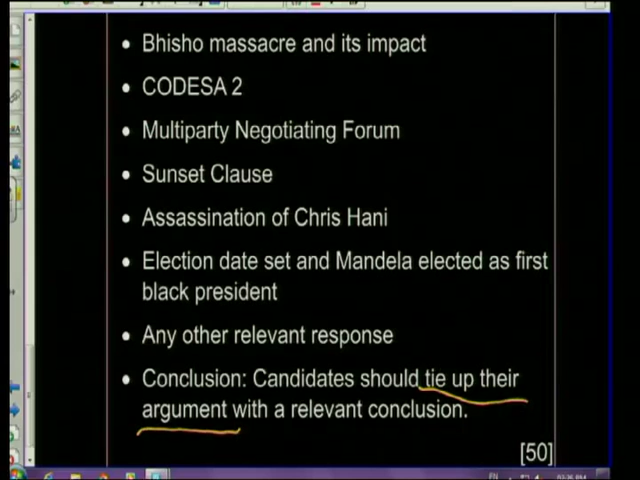 • Bhisho massacre and its impact
• CODESA 2
• Multiparty Negotiating Forum
• Sunset Clause
• Assassination of Chris Hani
• Election date set and Mandela elected as first
black president
• Any other relevant response
• Conclusion: Candidates should tie up their
argument with a relevant conclusion.
[50]